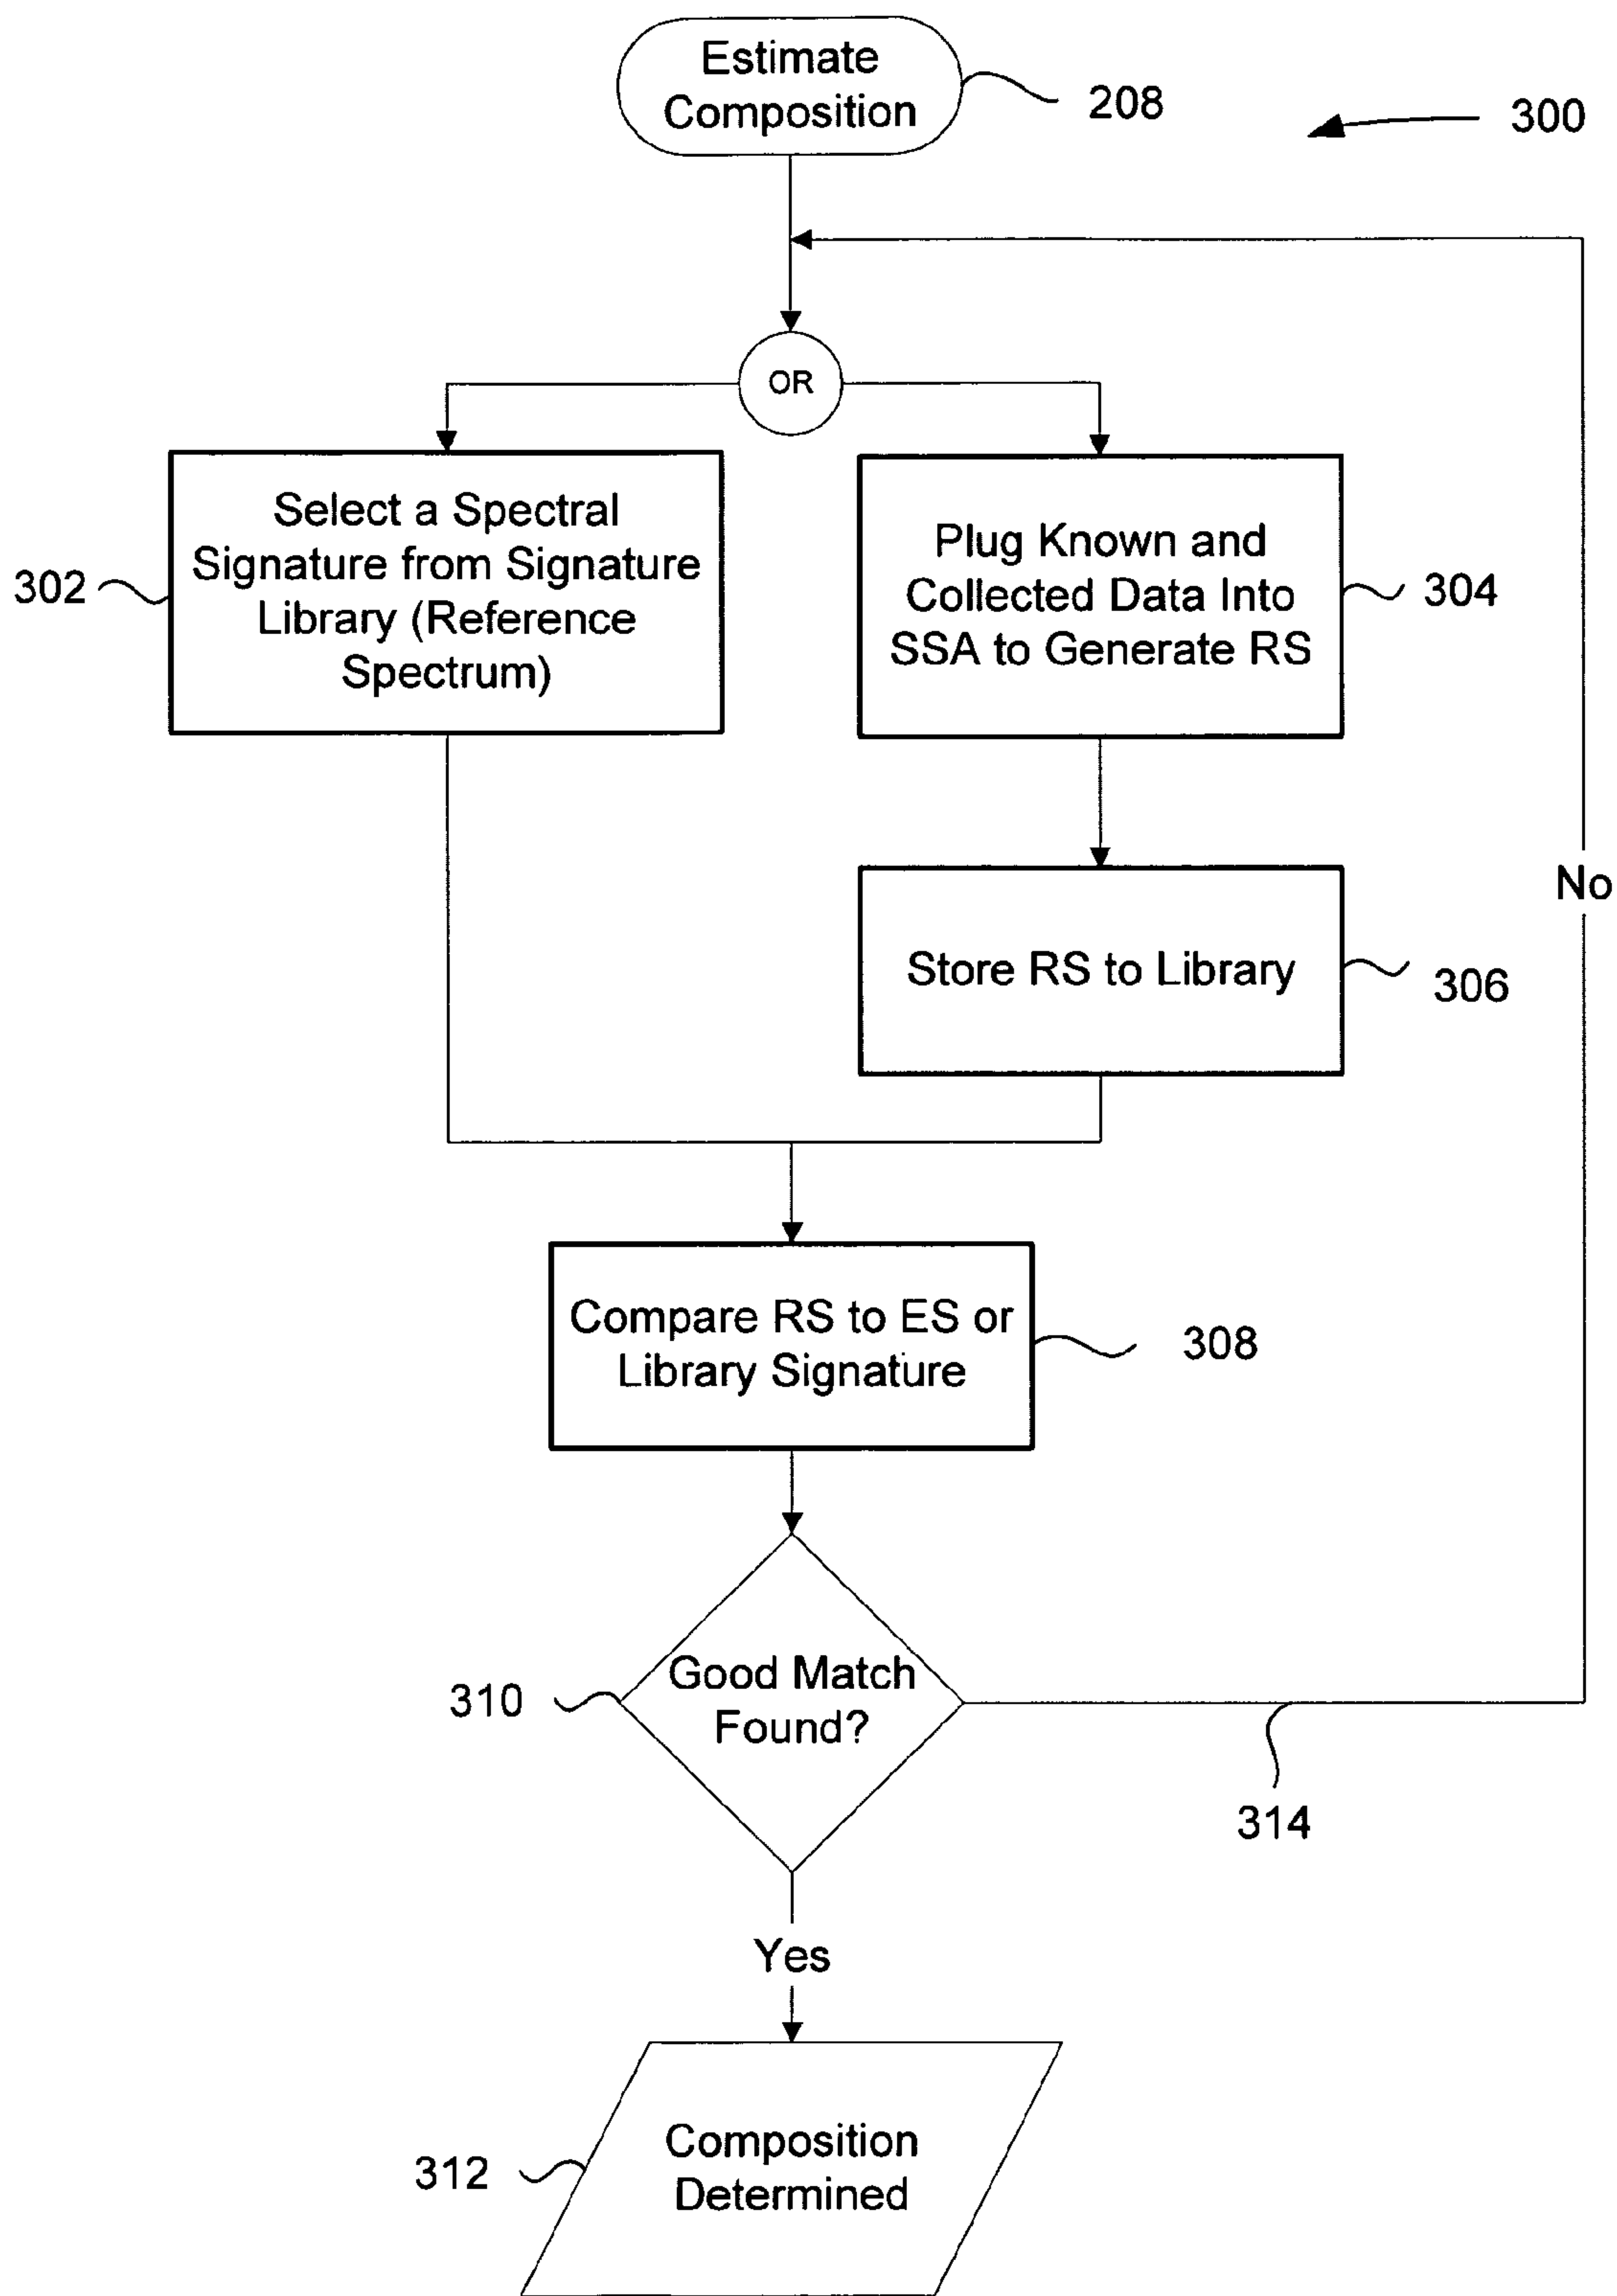 Estimate
Composition
208
300
OR
Select a Spectral
Signature from Signature
Library (Reference
Spectrum)
302
Plug Known and
Collected Data Into
SSA to Generate RS
304
No
Store RS to Library
306
Compare RS to ES or
Library Signature
308
Good Match
Found?
310
314
Yes
Composition
Determined
312